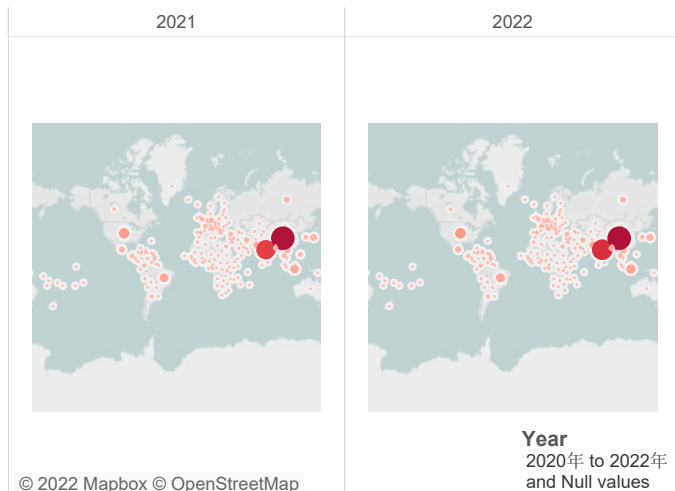 2021
2022
Year
2020年 to 2022年
and Null values
© 2022 Mapbox © OpenStreetMap